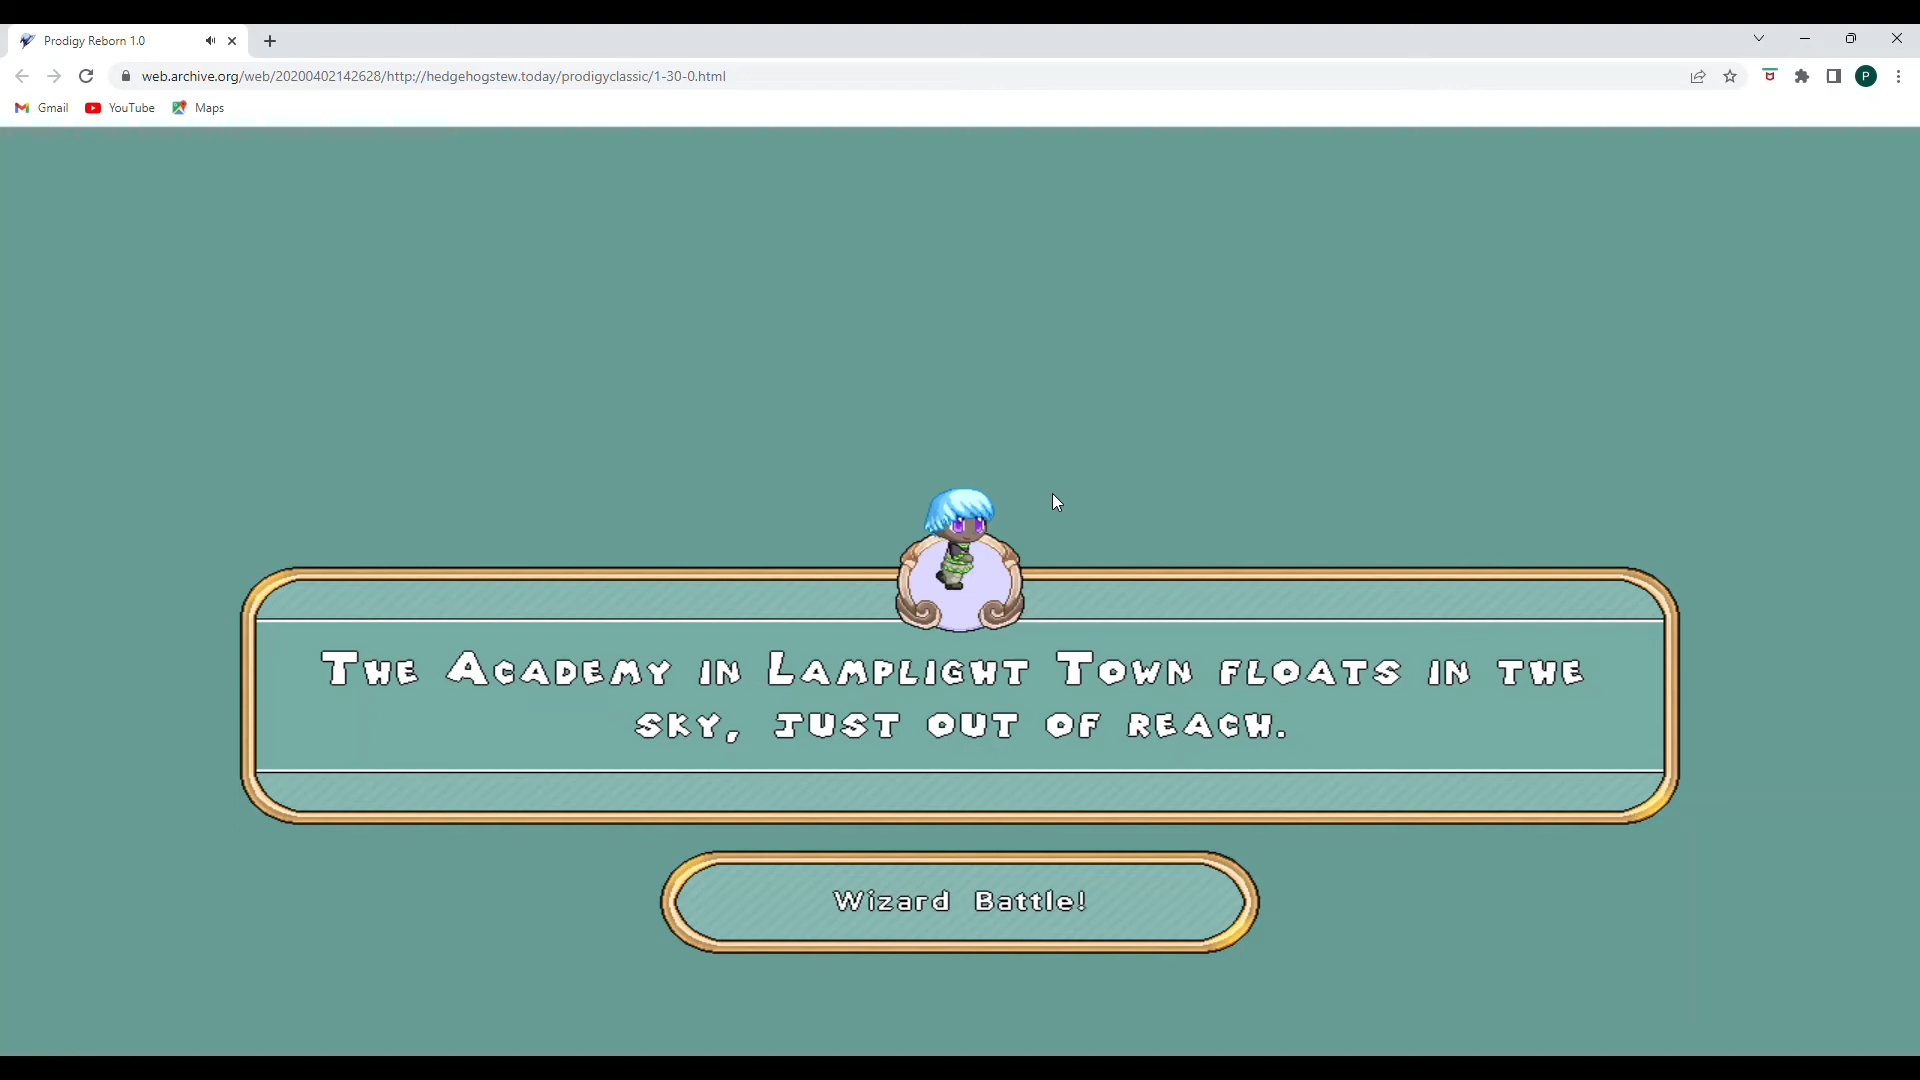 Prodigy Reborn 1.0
web.archive.org/web/20200402142628/http://hedgehogstew.today/prodigyclassic/1-30-0.html
P
Gmail YouTube Maps
The Academy in Lamplight Town floats in the
sky, just out of reach.
Wizard Battle!